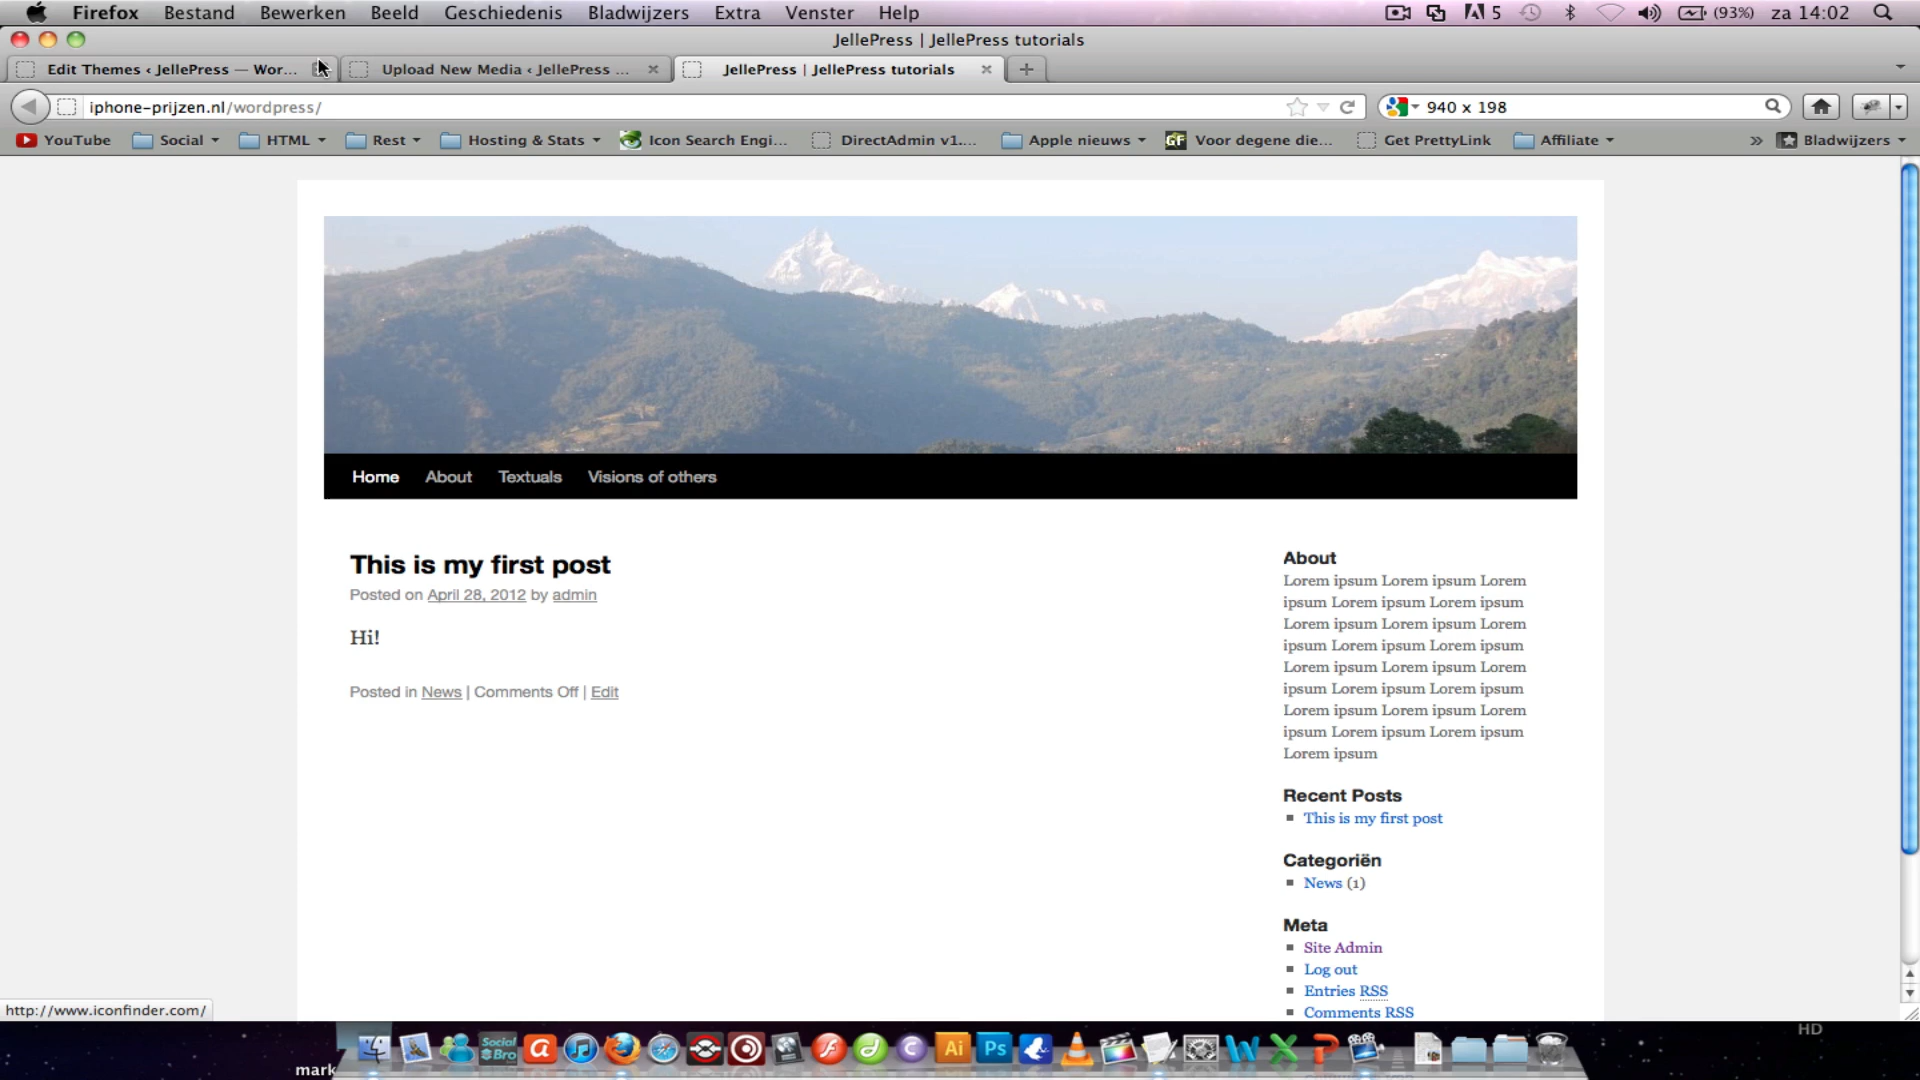 Firefox Bestand Bewerken Beeld Geschiedenis Bladwijzers Extra Venster Help 5 (93%) za 14:02
JellePress | JellePress tutorials
Edit Themes ‹ JellePress — Wor... Upload New Media ‹ JellePress ... JellePress | JellePress tutorials
iphone-prijzen.nl/wordpress/ 940 x 198
YouTube Social HTML Rest Hosting & Stats Icon Search Engi... DirectAdmin v1.... Apple nieuws GF Voor degene die... Get PrettyLink Affiliate » Bladwijzers
Home About Textuals Visions of others
This is my first post
Posted on April 28, 2012 by admin
Hi!
Posted in News | Comments Off | Edit
About
Lorem ipsum Lorem ipsum Lorem
ipsum Lorem ipsum Lorem ipsum
Lorem ipsum Lorem ipsum Lorem
ipsum Lorem ipsum Lorem ipsum
Lorem ipsum Lorem ipsum Lorem
ipsum Lorem ipsum Lorem ipsum
Lorem ipsum Lorem ipsum Lorem
ipsum Lorem ipsum Lorem ipsum
Lorem ipsum
Recent Posts
This is my first post
Categoriën
News (1)
Meta
Site Admin
Log out
Entries RSS
Comments RSS
http://www.iconfinder.com/
Social Bro Ai Ps
HD
mark